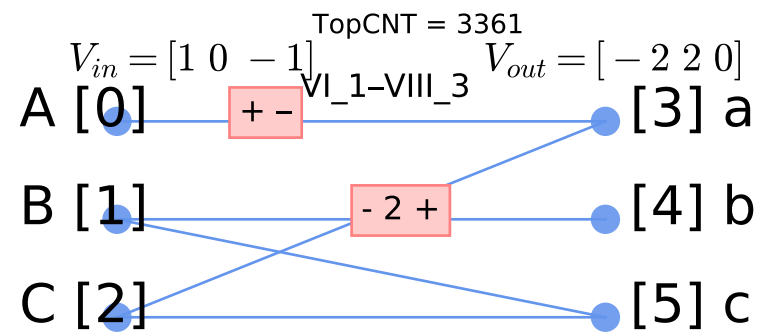 TopCNT = 3361
V_in = [1 0 −1]
V_out = [−2 2 0]
VI_1–VIII_3
A [0]
+ –
[3] a
B [1]
- 2 +
[4] b
C [2]
[5] c